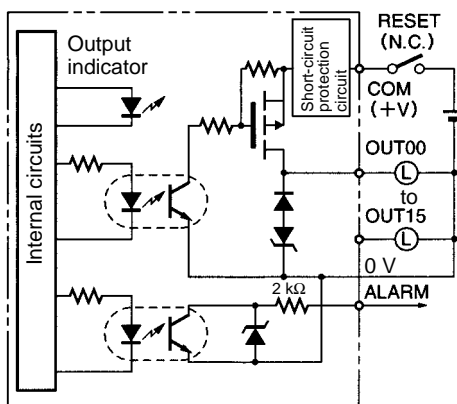 RESET
(N.C.)
Output
indicator
Short-circuit
protection
circuit
COM
(+V)
Internal circuits
OUT00
L
to
OUT15
L
0 V
2 kΩ
ALARM